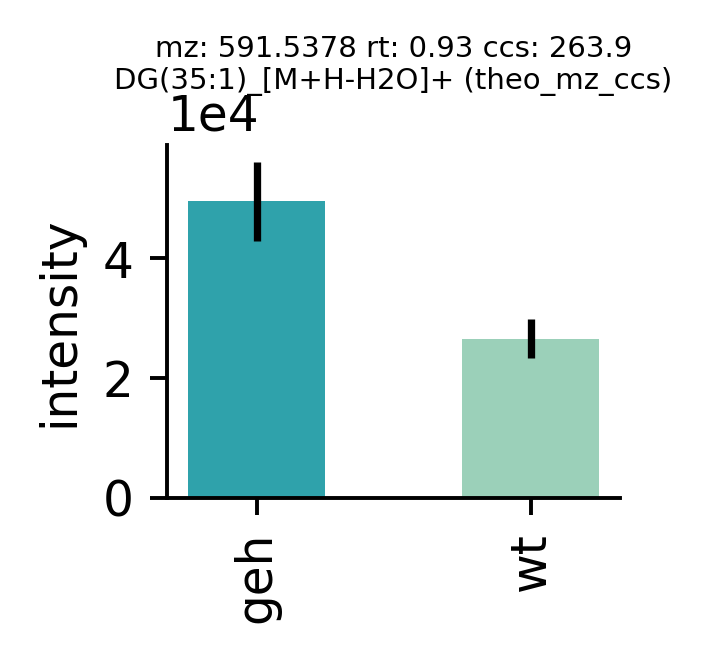 mz: 591.5378 rt: 0.93 ccs: 263.9
DG(35:1)_[M+H-H2O]+ (theo_mz_ccs)
1e4
intensity
4
2
0
geh
wt